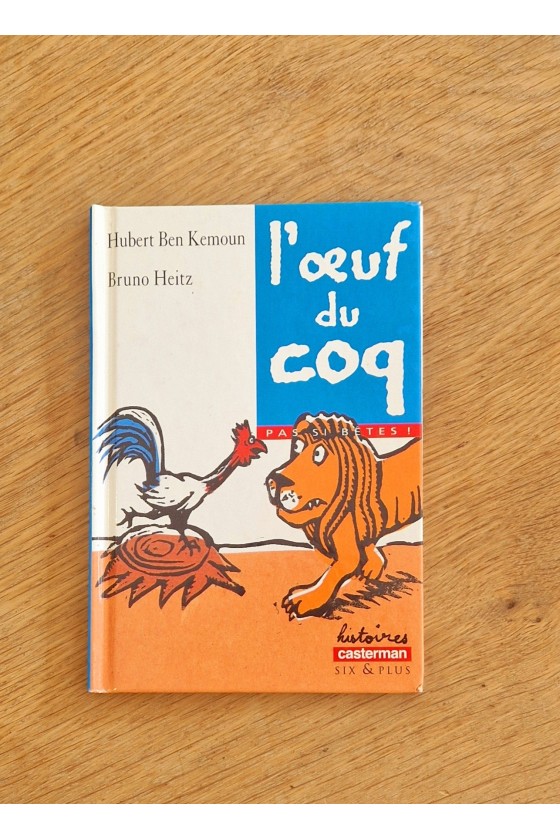 Hubert Ben Kemoun
Bruno Heitz
l'œuf
du
coq
PAS SI BÊTES !
histoires
casterman
SIX & PLUS